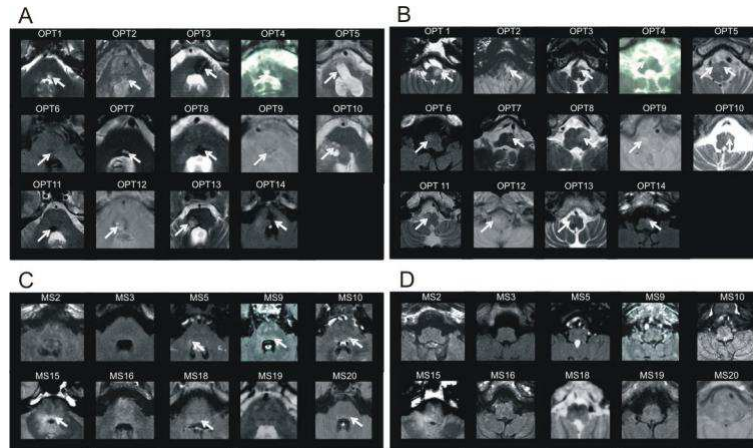 A
OPT1 OPT2 OPT3 OPT4 OPT5
OPT6 OPT7 OPT8 OPT9 OPT10
OPT11 OPT12 OPT13 OPT14
B
OPT 1 OPT2 OPT3 OPT4 OPT5
OPT 6 OPT7 OPT8 OPT9 OPT10
OPT 11 OPT12 OPT13 OPT14
C
MS2 MS3 MS5 MS9 MS10
MS15 MS16 MS18 MS19 MS20
D
MS2 MS3 MS5 MS9 MS10
MS15 MS16 MS18 MS19 MS20